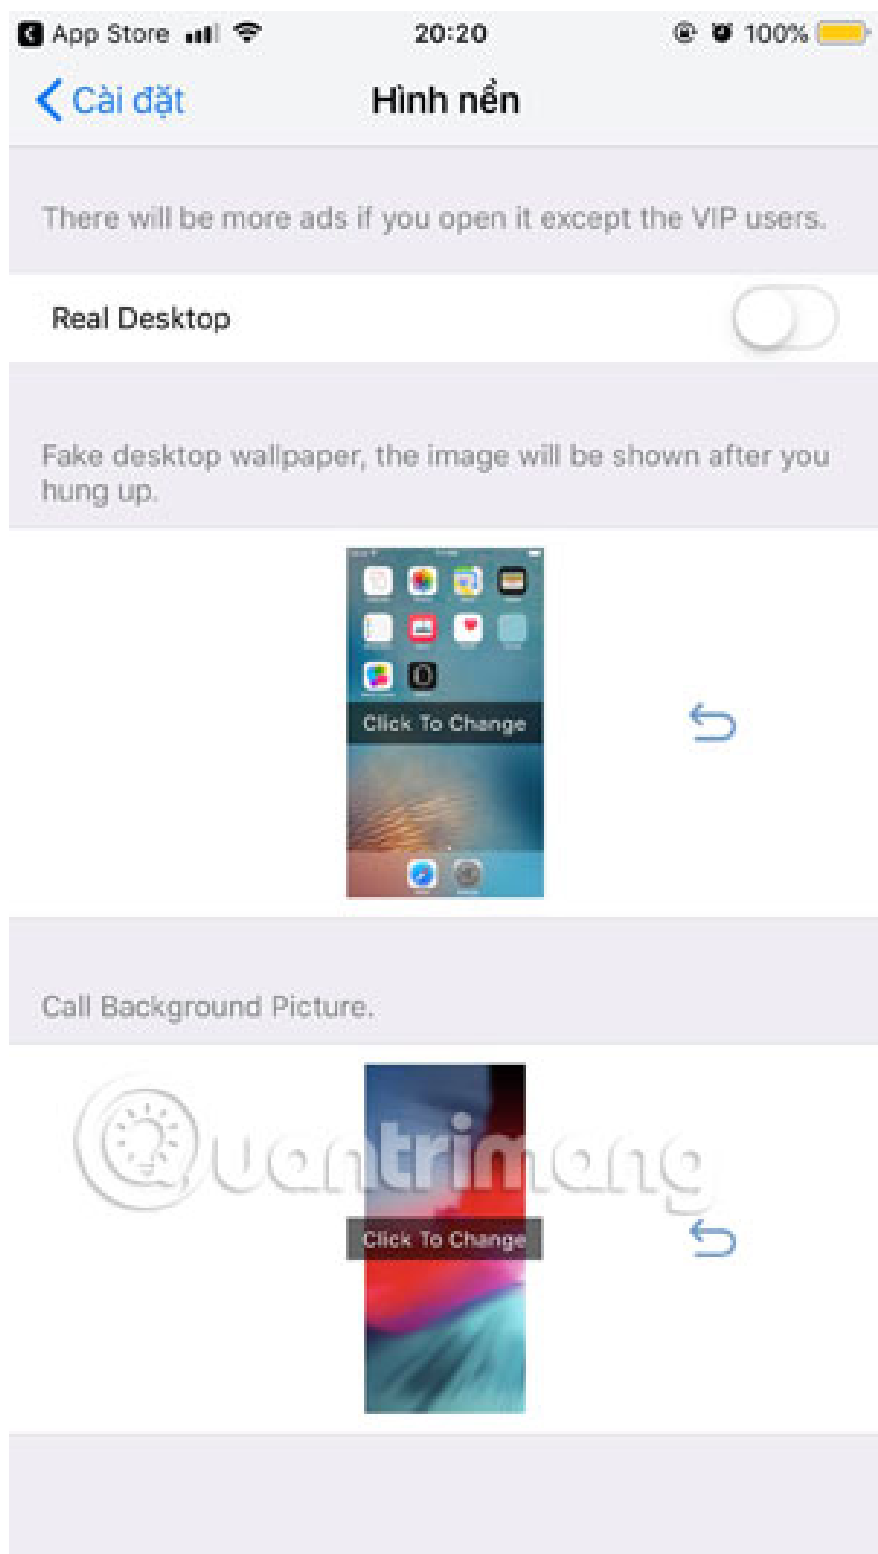 App Store 20:20 100%
Cài đặt Hình nền
There will be more ads if you open it except the VIP users.
Real Desktop
Fake desktop wallpaper, the image will be shown after you
hung up.
Click To Change
Call Background Picture.
Quantrimang
Click To Change